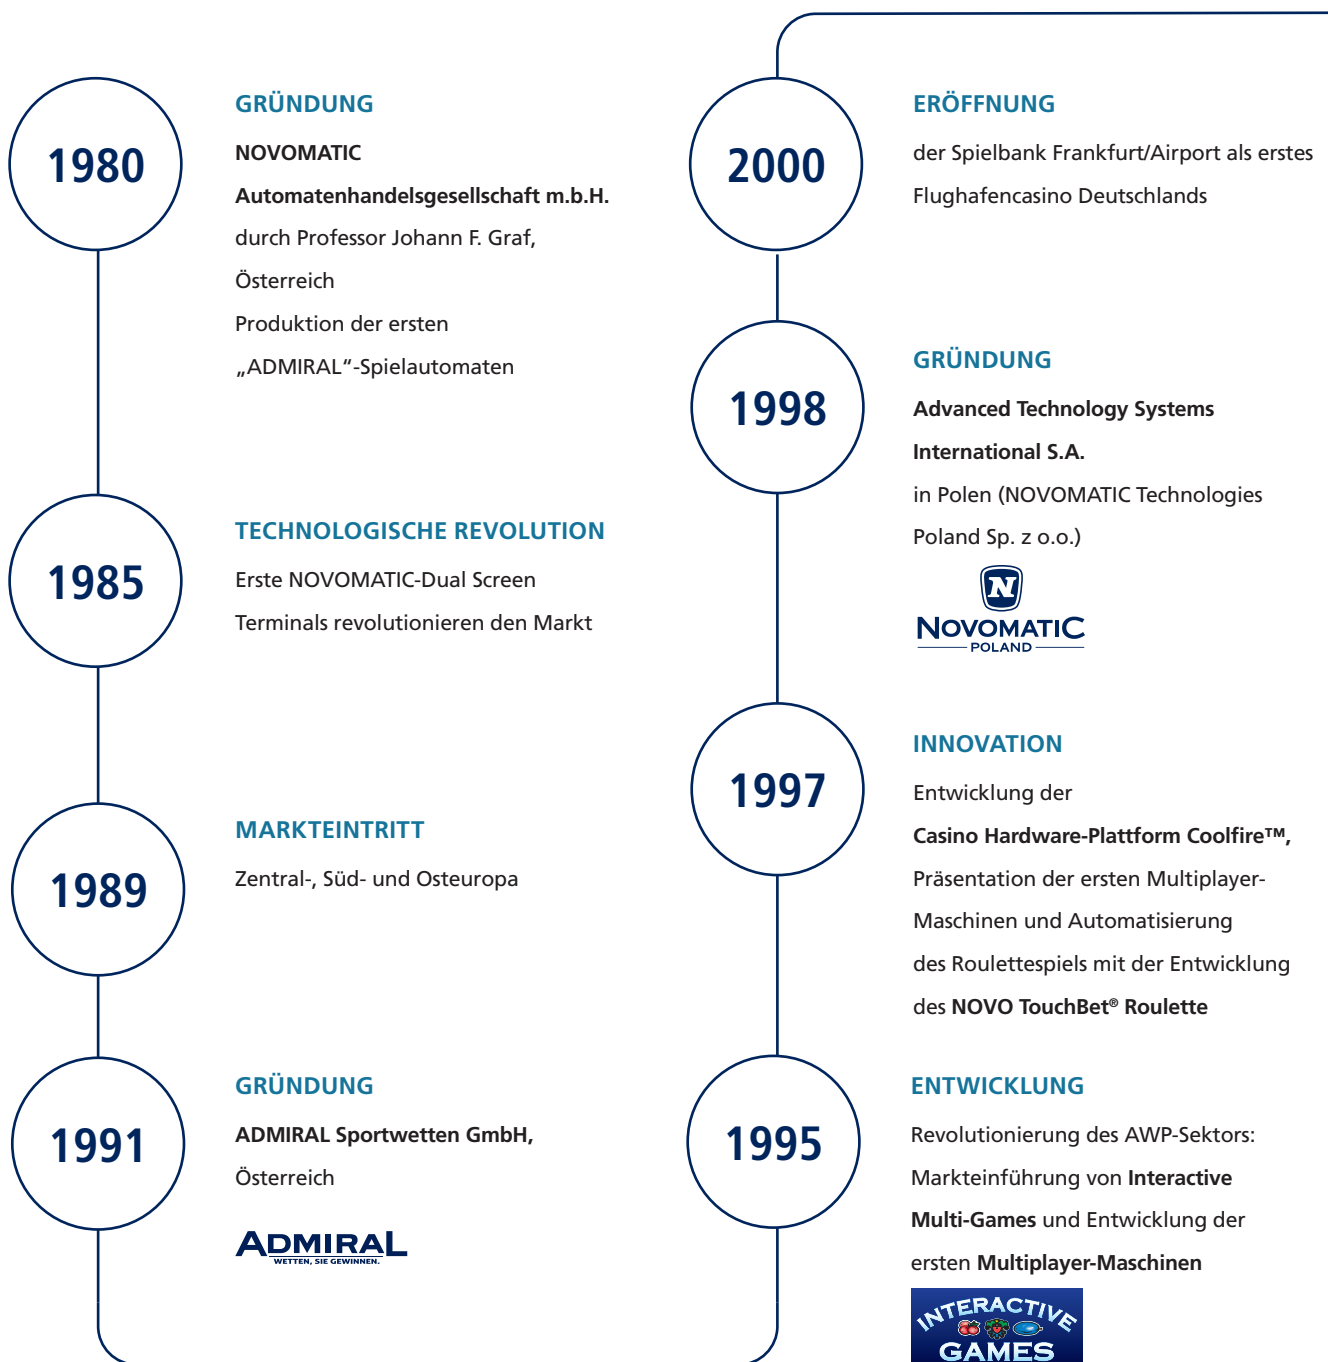 1980
GRÜNDUNG
NOVOMATIC
Automatenhandelsgesellschaft m.b.H.
durch Professor Johann F. Graf,
Österreich
Produktion der ersten
„ADMIRAL“-Spielautomaten
1985
TECHNOLOGISCHE REVOLUTION
Erste NOVOMATIC-Dual Screen
Terminals revolutionieren den Markt
1989
MARKTEINTRITT
Zentral-, Süd- und Osteuropa
1991
GRÜNDUNG
ADMIRAL Sportwetten GmbH,
Österreich
ADMIRAL
WETTEN, SIE GEWINNEN.
2000
ERÖFFNUNG
der Spielbank Frankfurt/Airport als erstes
Flughafencasino Deutschlands
1998
GRÜNDUNG
Advanced Technology Systems
International S.A.
in Polen (NOVOMATIC Technologies
Poland Sp. z o.o.)
N
NOVOMATIC
POLAND
1997
INNOVATION
Entwicklung der
Casino Hardware-Plattform Coolfire™,
Präsentation der ersten Multiplayer-
Maschinen und Automatisierung
des Roulettespiels mit der Entwicklung
des NOVO TouchBet® Roulette
1995
ENTWICKLUNG
Revolutionierung des AWP-Sektors:
Markteinführung von Interactive
Multi-Games und Entwicklung der
ersten Multiplayer-Maschinen
INTERACTIVE
GAMES